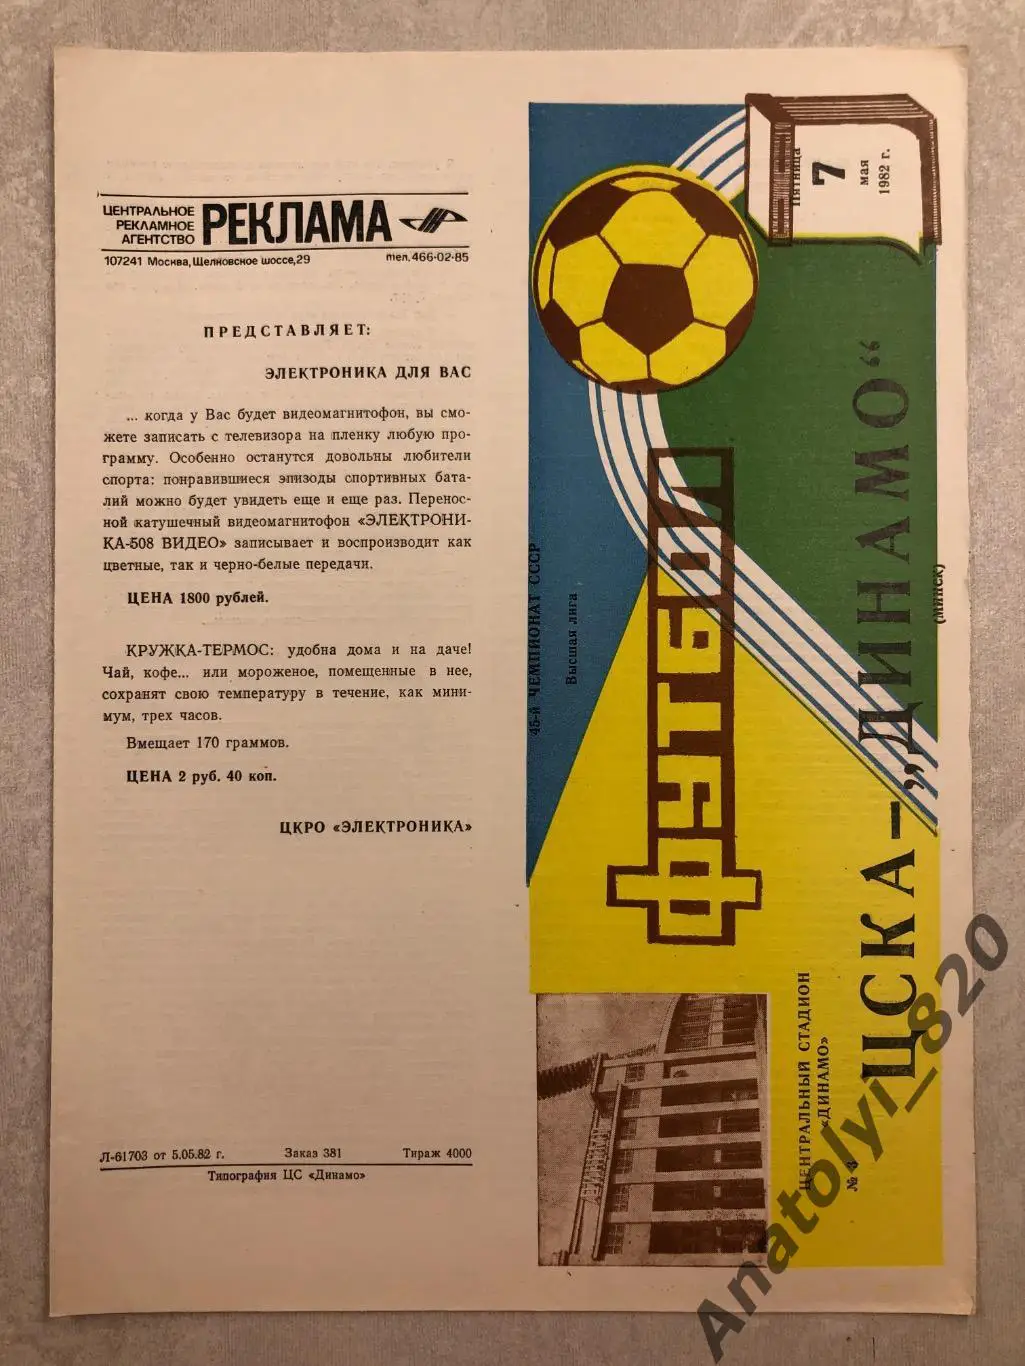 ЦЕНТРАЛЬНОЕ
РЕКЛАМНОЕ
АГЕНТСТВО
РЕКЛАМА
107241 Москва, Щелковское шоссе, 29
тел. 466-02-85
ПРЕДСТАВЛЯЕТ:
ЭЛЕКТРОНИКА ДЛЯ ВАС
... когда у Вас будет видеомагнитофон, вы смо-
жете записать с телевизора на пленку любую про-
грамму. Особенно останутся довольны любители
спорта: понравившиеся эпизоды спортивных бата-
лий можно будет увидеть еще и еще раз. Перенос-
ной катушечный видеомагнитофон «ЭЛЕКТРОНИ-
КА-508 ВИДЕО» записывает и воспроизводит как
цветные, так и черно-белые передачи.
ЦЕНА 1800 рублей.
КРУЖКА-ТЕРМОС: удобна дома и на даче!
Чай, кофе... или мороженое, помещенные в нее,
сохранят свою температуру в течение, как мини-
мум, трех часов.
Вмещает 170 граммов.
ЦЕНА 2 руб. 40 коп.
ЦКРО «ЭЛЕКТРОНИКА»
Л-61703 от 5.05.82 г.
Заказ 381
Тираж 4000
Типография ЦС «Динамо»
Пятница
7
мая
1982 г.
45-й ЧЕМПИОНАТ СССР
Высшая лига
ФУТБОЛ
ЦСКА – „ДИНАМО“
(МИНСК)
ЦЕНТРАЛЬНЫЙ СТАДИОН
«ДИНАМО»
№ 3
Anatolyi_820